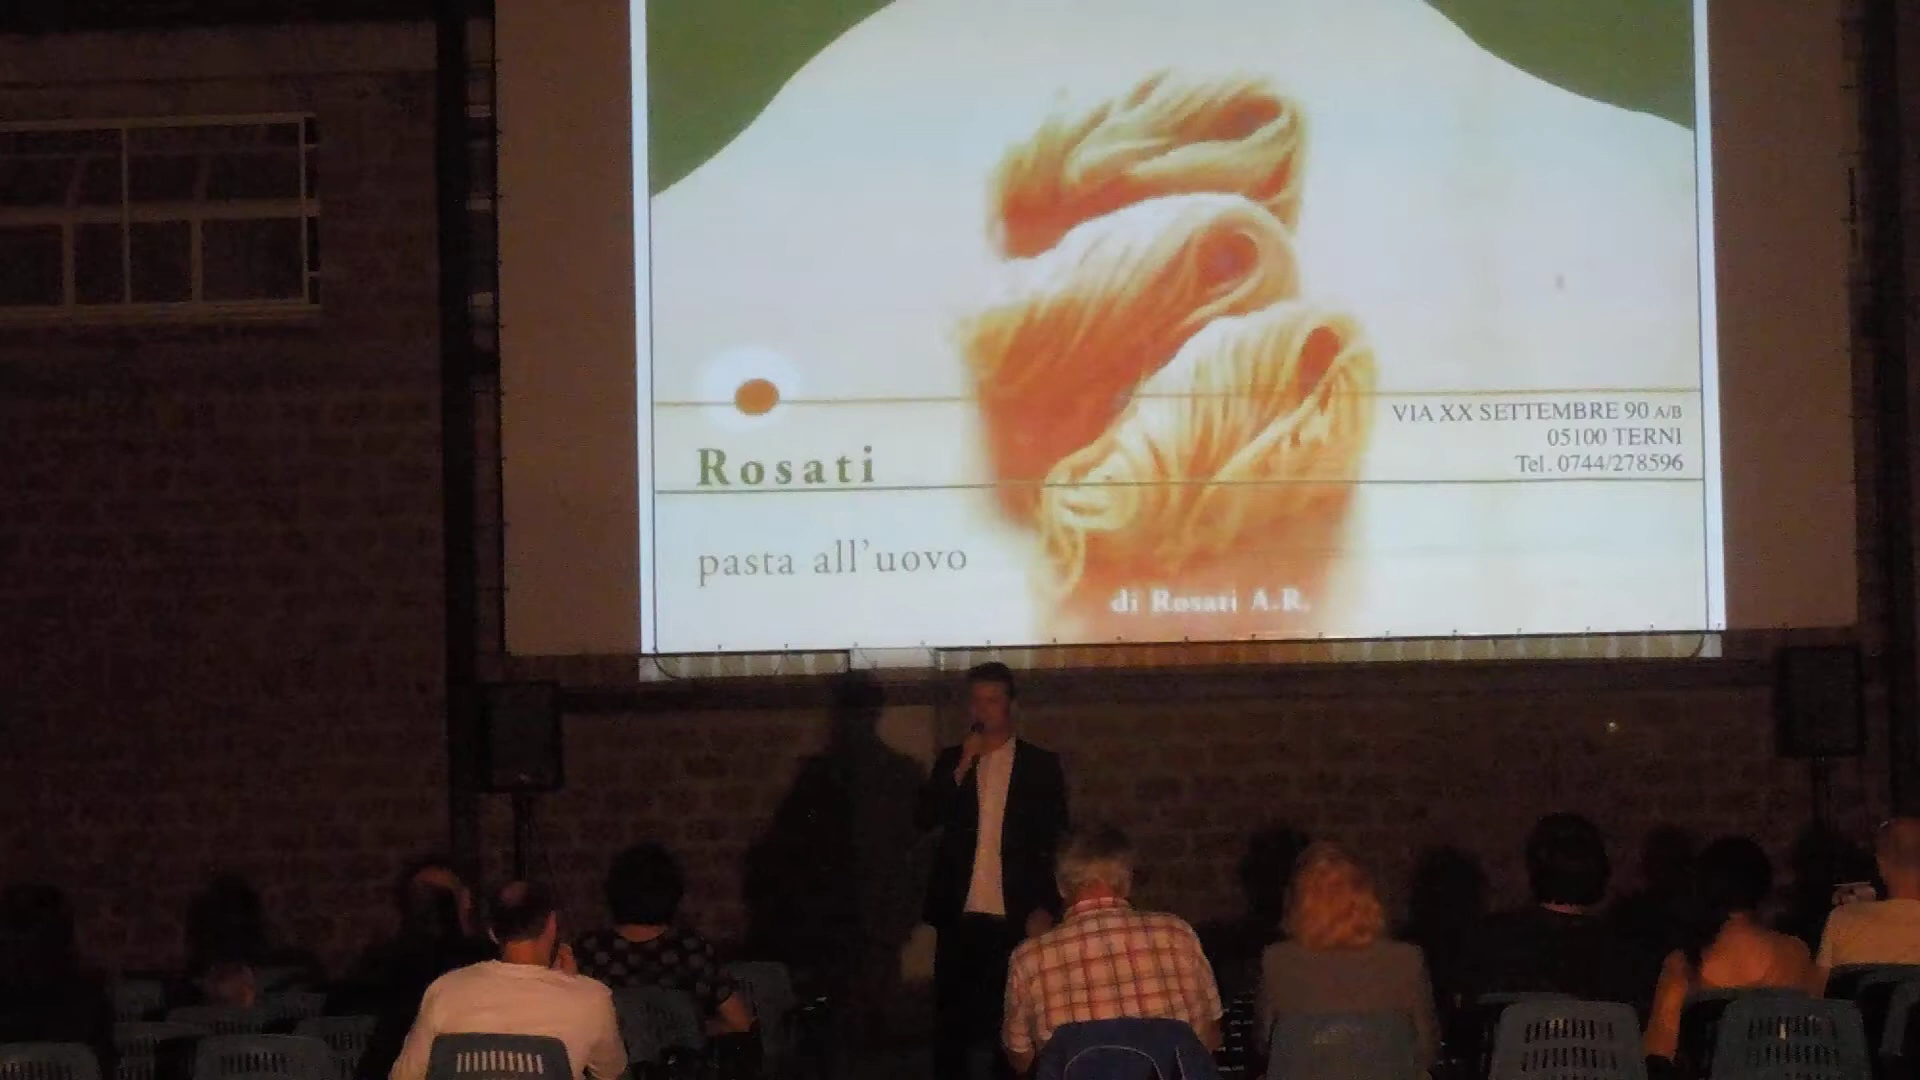 VIA XX SETTEMBRE 90 A/B
05100 TERNI
Tel. 0744/278596
Rosati
pasta all'uovo
di Rosati A.R.